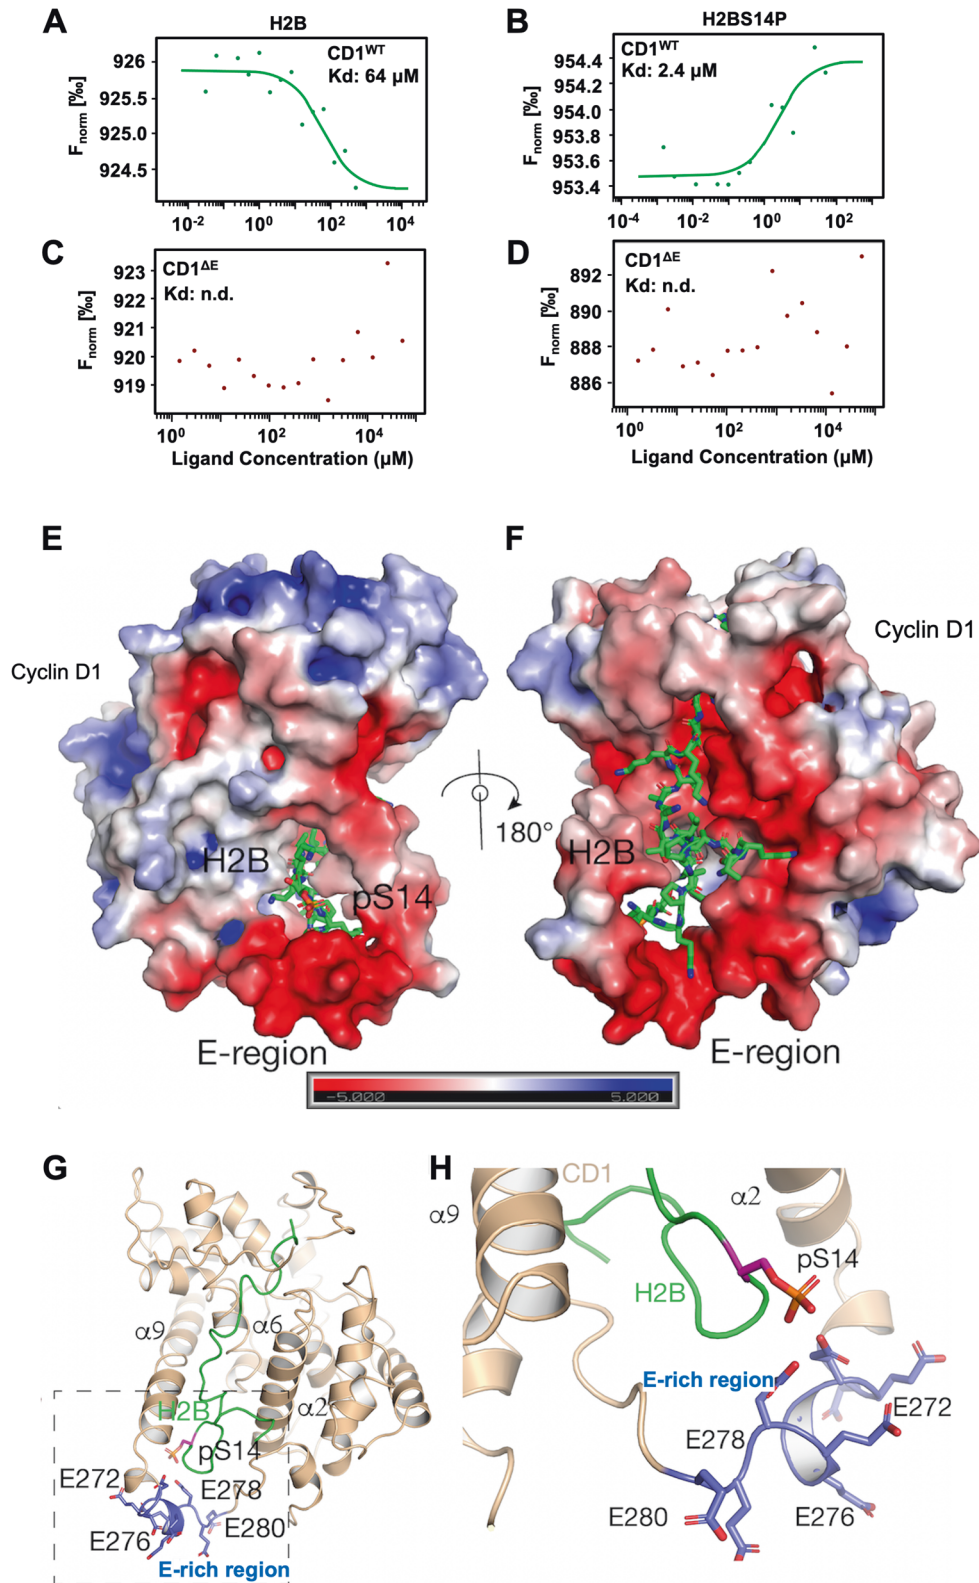 A
H2B
CD1WT
Kd: 64 µM
926
925.5
925.0
924.5
Fnorm [‰]
10-2
100
102
104
B
H2BS14P
CD1WT
Kd: 2.4 µM
954.4
954.2
954.0
953.8
953.6
953.4
Fnorm [‰]
10-4
10-2
100
102
C
CD1ΔE
Kd: n.d.
923
922
921
920
919
Fnorm [‰]
100
102
104
Ligand Concentration (µM)
D
CD1ΔE
Kd: n.d.
892
890
888
886
Fnorm [‰]
100
102
104
Ligand Concentration (µM)
E
Cyclin D1
H2B
pS14
E-region
180°
F
Cyclin D1
H2B
E-region
-5.000
5.000
G
α9
α6
α2
H2B
pS14
E272
E278
E276
E280
E-rich region
H
CD1
α9
α2
pS14
H2B
E-rich region
E272
E278
E280
E276